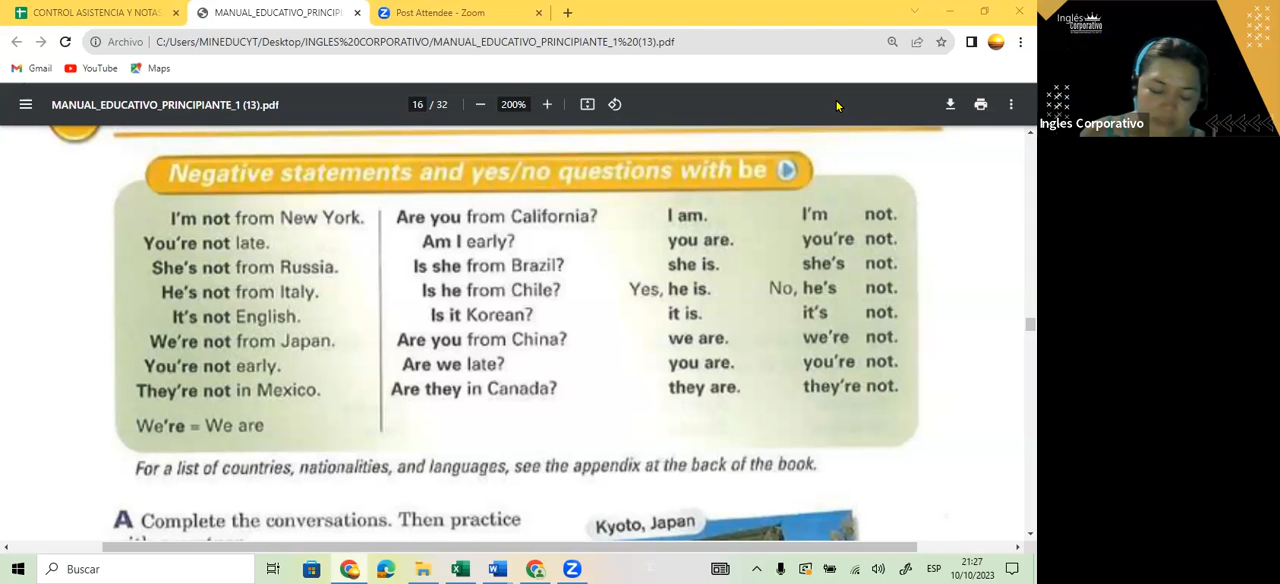 CONTROL ASISTENCIA Y NOTAS
MANUAL_EDUCATIVO_PRINCIPI
Post Attendee - Zoom
Archivo
C:/Users/MINEDUCYT/Desktop/INGLES%20CORPORATIVO/MANUAL_EDUCATIVO_PRINCIPIANTE_1%20(13).pdf
Gmail
YouTube
Maps
MANUAL_EDUCATIVO_PRINCIPIANTE_1 (13).pdf
16 / 32
200%
Inglés Corporativo
Ingles Corporativo
Negative statements and yes/no questions with be
I'm not from New York.
You're not late.
She's not from Russia.
He's not from Italy.
It's not English.
We're not from Japan.
You're not early.
They're not in Mexico.
We're = We are
Are you from California?
Am I early?
Is she from Brazil?
Is he from Chile?
Is it Korean?
Are you from China?
Are we late?
Are they in Canada?
I am.
you are.
she is.
Yes, he is.
it is.
we are.
you are.
they are.
I'm not.
you're not.
she's not.
No, he's not.
it's not.
we're not.
you're not.
they're not.
For a list of countries, nationalities, and languages, see the appendix at the back of the book.
A Complete the conversations. Then practice
Kyoto, Japan
Buscar
ESP
21:27
10/10/2023